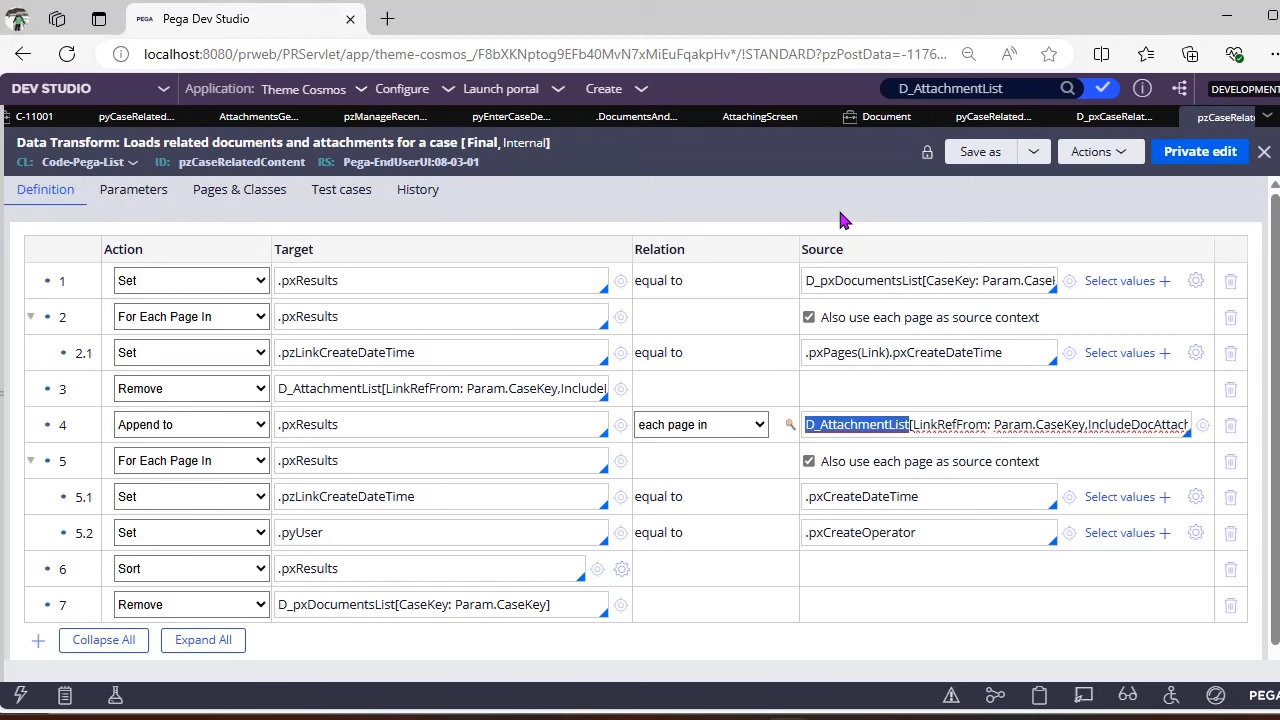 PEGA Pega Dev Studio
localhost:8080/prweb/PRServlet/app/theme-cosmos_/F8bXKNptog9EFb40MvN7xMiEuFqakpHv*/!STANDARD?pzPostData=-1176...
DEV STUDIO Application: Theme Cosmos Configure Launch portal Create D_AttachmentList DEVELOPMENT
C-11001 pyCaseRelated... AttachmentsGe... pzManageRecen... pyEnterCaseDe... .DocumentsAnd... AttachingScreen Document pyCaseRelated... D_pxCaseRelat... pzCaseRelate
Data Transform: Loads related documents and attachments for a case [Final, Internal]
CL: Code-Pega-List ID: pzCaseRelatedContent RS: Pega-EndUserUI:08-03-01
Save as Actions Private edit
Definition Parameters Pages & Classes Test cases History
Action Target Relation Source
1 Set .pxResults equal to D_pxDocumentsList[CaseKey: Param.CaseK Select values
2 For Each Page In .pxResults Also use each page as source context
2.1 Set .pzLinkCreateDateTime equal to .pxPages(Link).pxCreateDateTime Select values
3 Remove D_AttachmentList[LinkRefFrom: Param.CaseKey,IncludeI
4 Append to .pxResults each page in D_AttachmentList[LinkRefFrom: Param.CaseKey,IncludeDocAttach
5 For Each Page In .pxResults Also use each page as source context
5.1 Set .pzLinkCreateDateTime equal to .pxCreateDateTime Select values
5.2 Set .pyUser equal to .pxCreateOperator Select values
6 Sort .pxResults
7 Remove D_pxDocumentsList[CaseKey: Param.CaseKey]
Collapse All Expand All
PEGA